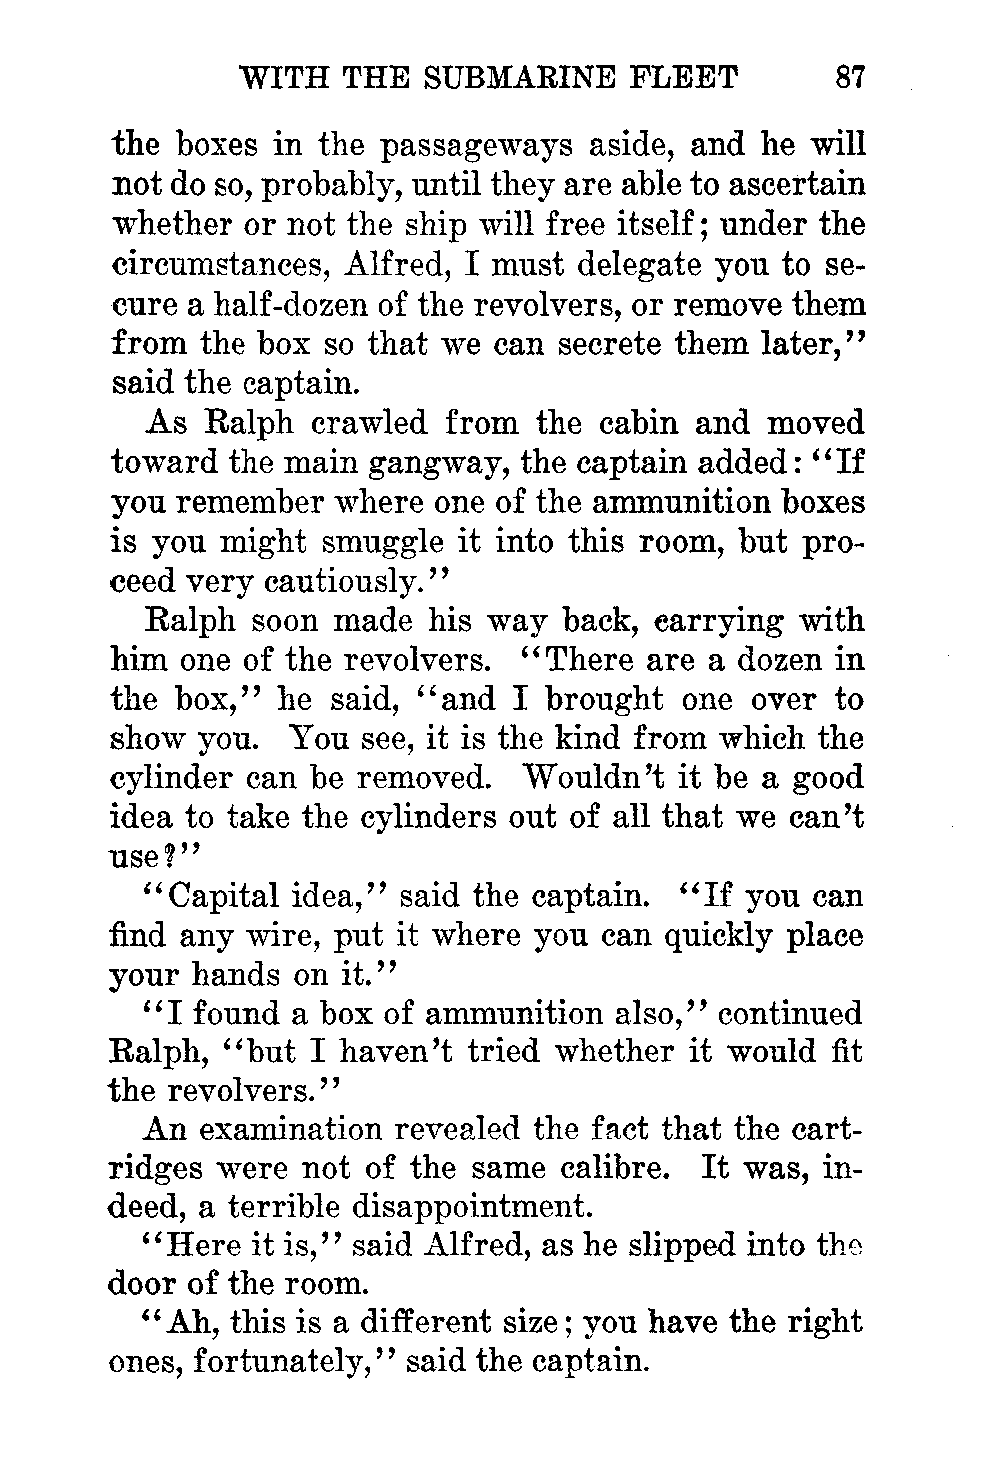 WITH THE SUBMARINE FLEET 87
the boxes in the passageways aside, and he will
not do so, probably, until they are able to ascertain
whether or not the ship will free itself; under the
circumstances, Alfred, I must delegate you to se-
cure a half-dozen of the revolvers, or remove them
from the box so that we can secrete them later,"
said the captain.
As Ralph crawled from the cabin and moved
toward the main gangway, the captain added: "If
you remember where one of the ammunition boxes
is you might smuggle it into this room, but pro-
ceed very cautiously."
Ralph soon made his way back, carrying with
him one of the revolvers. "There are a dozen in
the box," he said, "and I brought one over to
show you. You see, it is the kind from which the
cylinder can be removed. Wouldn't it be a good
idea to take the cylinders out of all that we can't
use?"
"Capital idea," said the captain. "If you can
find any wire, put it where you can quickly place
your hands on it."
"I found a box of ammunition also," continued
Ralph, "but I haven't tried whether it would fit
the revolvers."
An examination revealed the fact that the cart-
ridges were not of the same calibre. It was, in-
deed, a terrible disappointment.
"Here it is," said Alfred, as he slipped into the
door of the room.
"Ah, this is a different size; you have the right
ones, fortunately," said the captain.